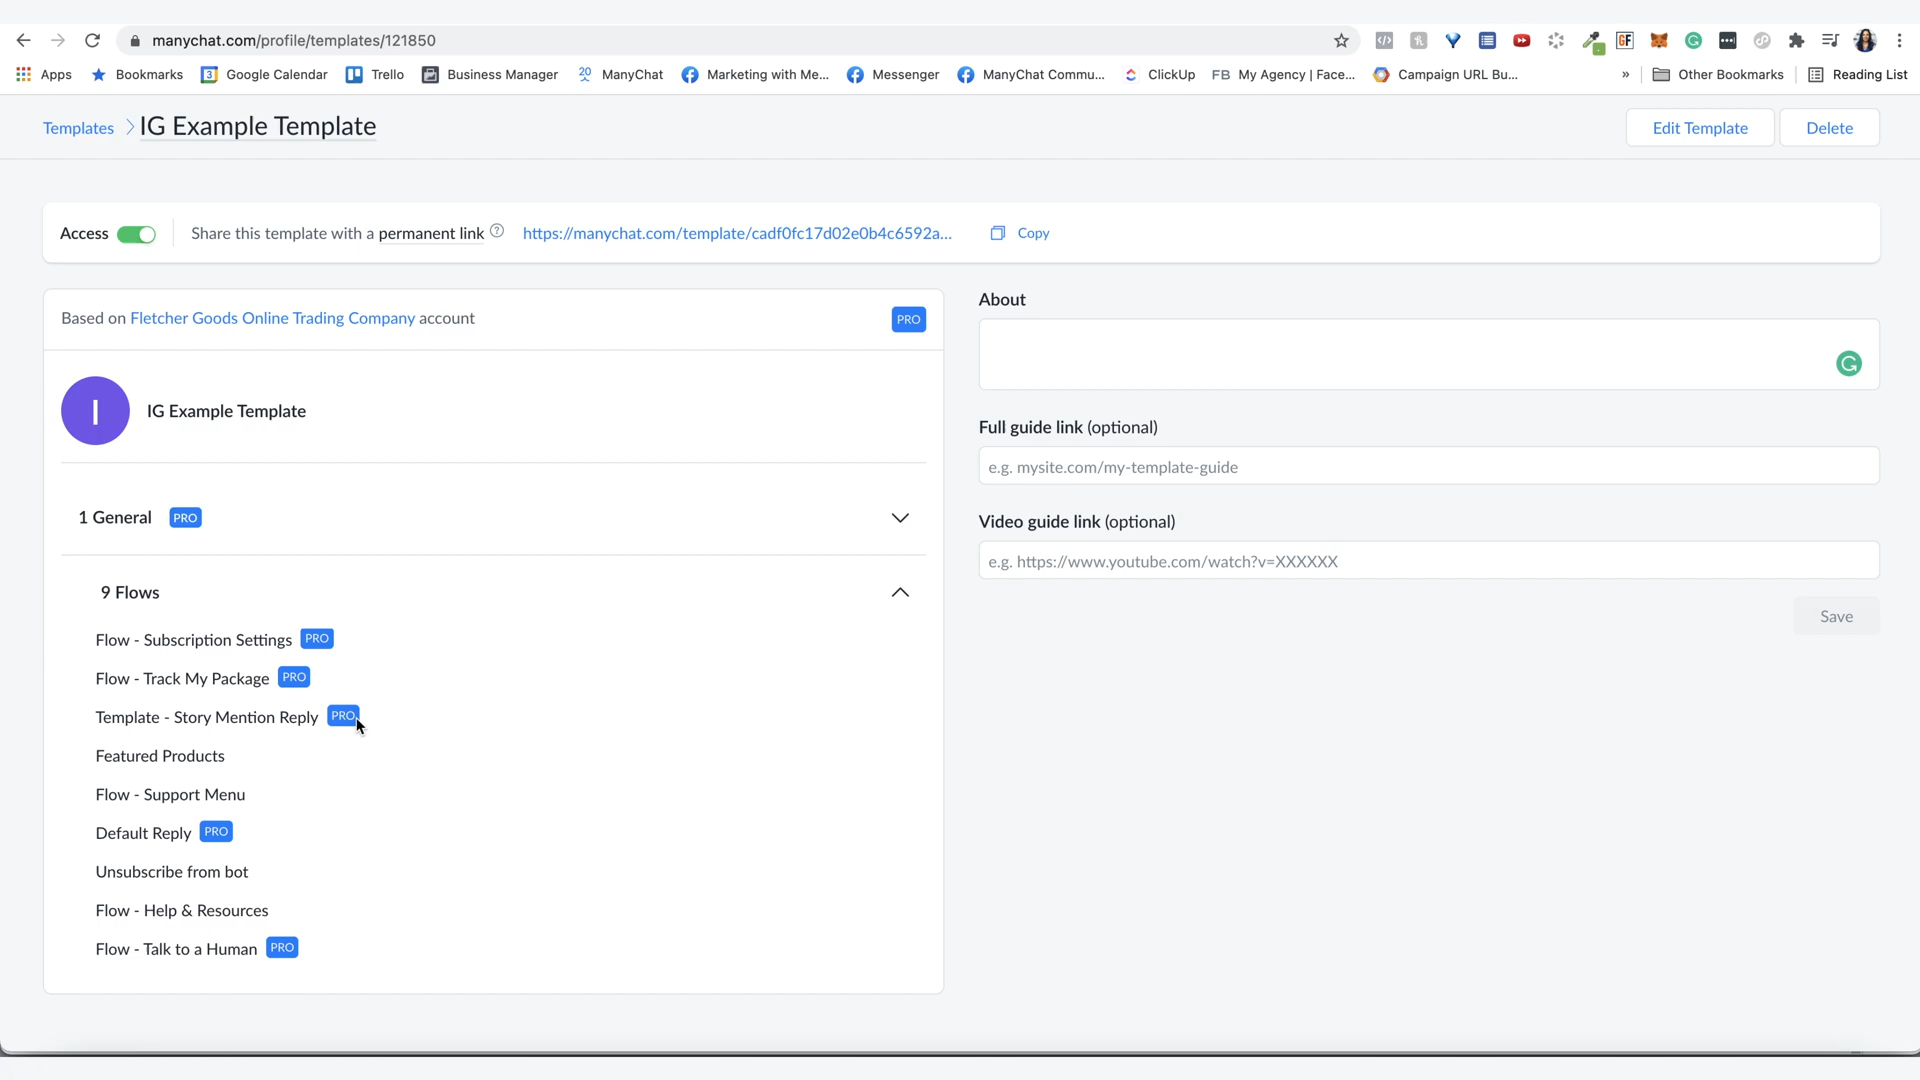 manychat.com/profile/templates/121850
Apps Bookmarks Google Calendar Trello Business Manager ManyChat Marketing with Me... Messenger ManyChat Commu... ClickUp FB My Agency | Face... Campaign URL Bu... » Other Bookmarks Reading List
Templates > IG Example Template
Edit Template Delete
Access Share this template with a permanent link ? https://manychat.com/template/cadf0fc17d02e0b4c6592a... Copy
Based on Fletcher Goods Online Trading Company account PRO
I IG Example Template
1 General PRO
9 Flows
Flow - Subscription Settings PRO
Flow - Track My Package PRO
Template - Story Mention Reply PRO
Featured Products
Flow - Support Menu
Default Reply PRO
Unsubscribe from bot
Flow - Help & Resources
Flow - Talk to a Human PRO
About
Full guide link (optional)
e.g. mysite.com/my-template-guide
Video guide link (optional)
e.g. https://www.youtube.com/watch?v=XXXXXX
Save